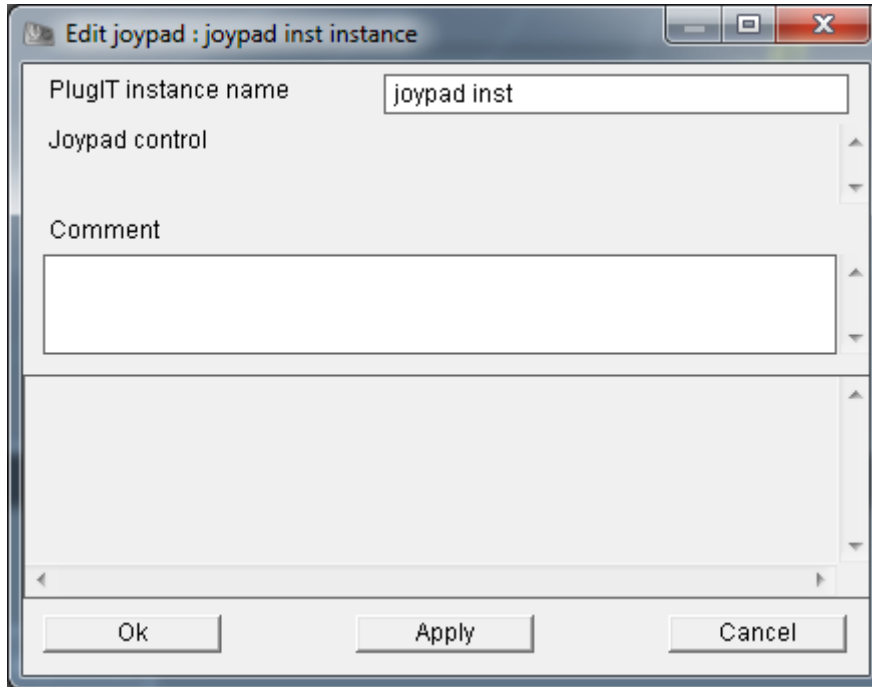 Edit joypad : joypad inst instance
PlugIT instance name
joypad inst
Joypad control
Comment
Ok
Apply
Cancel